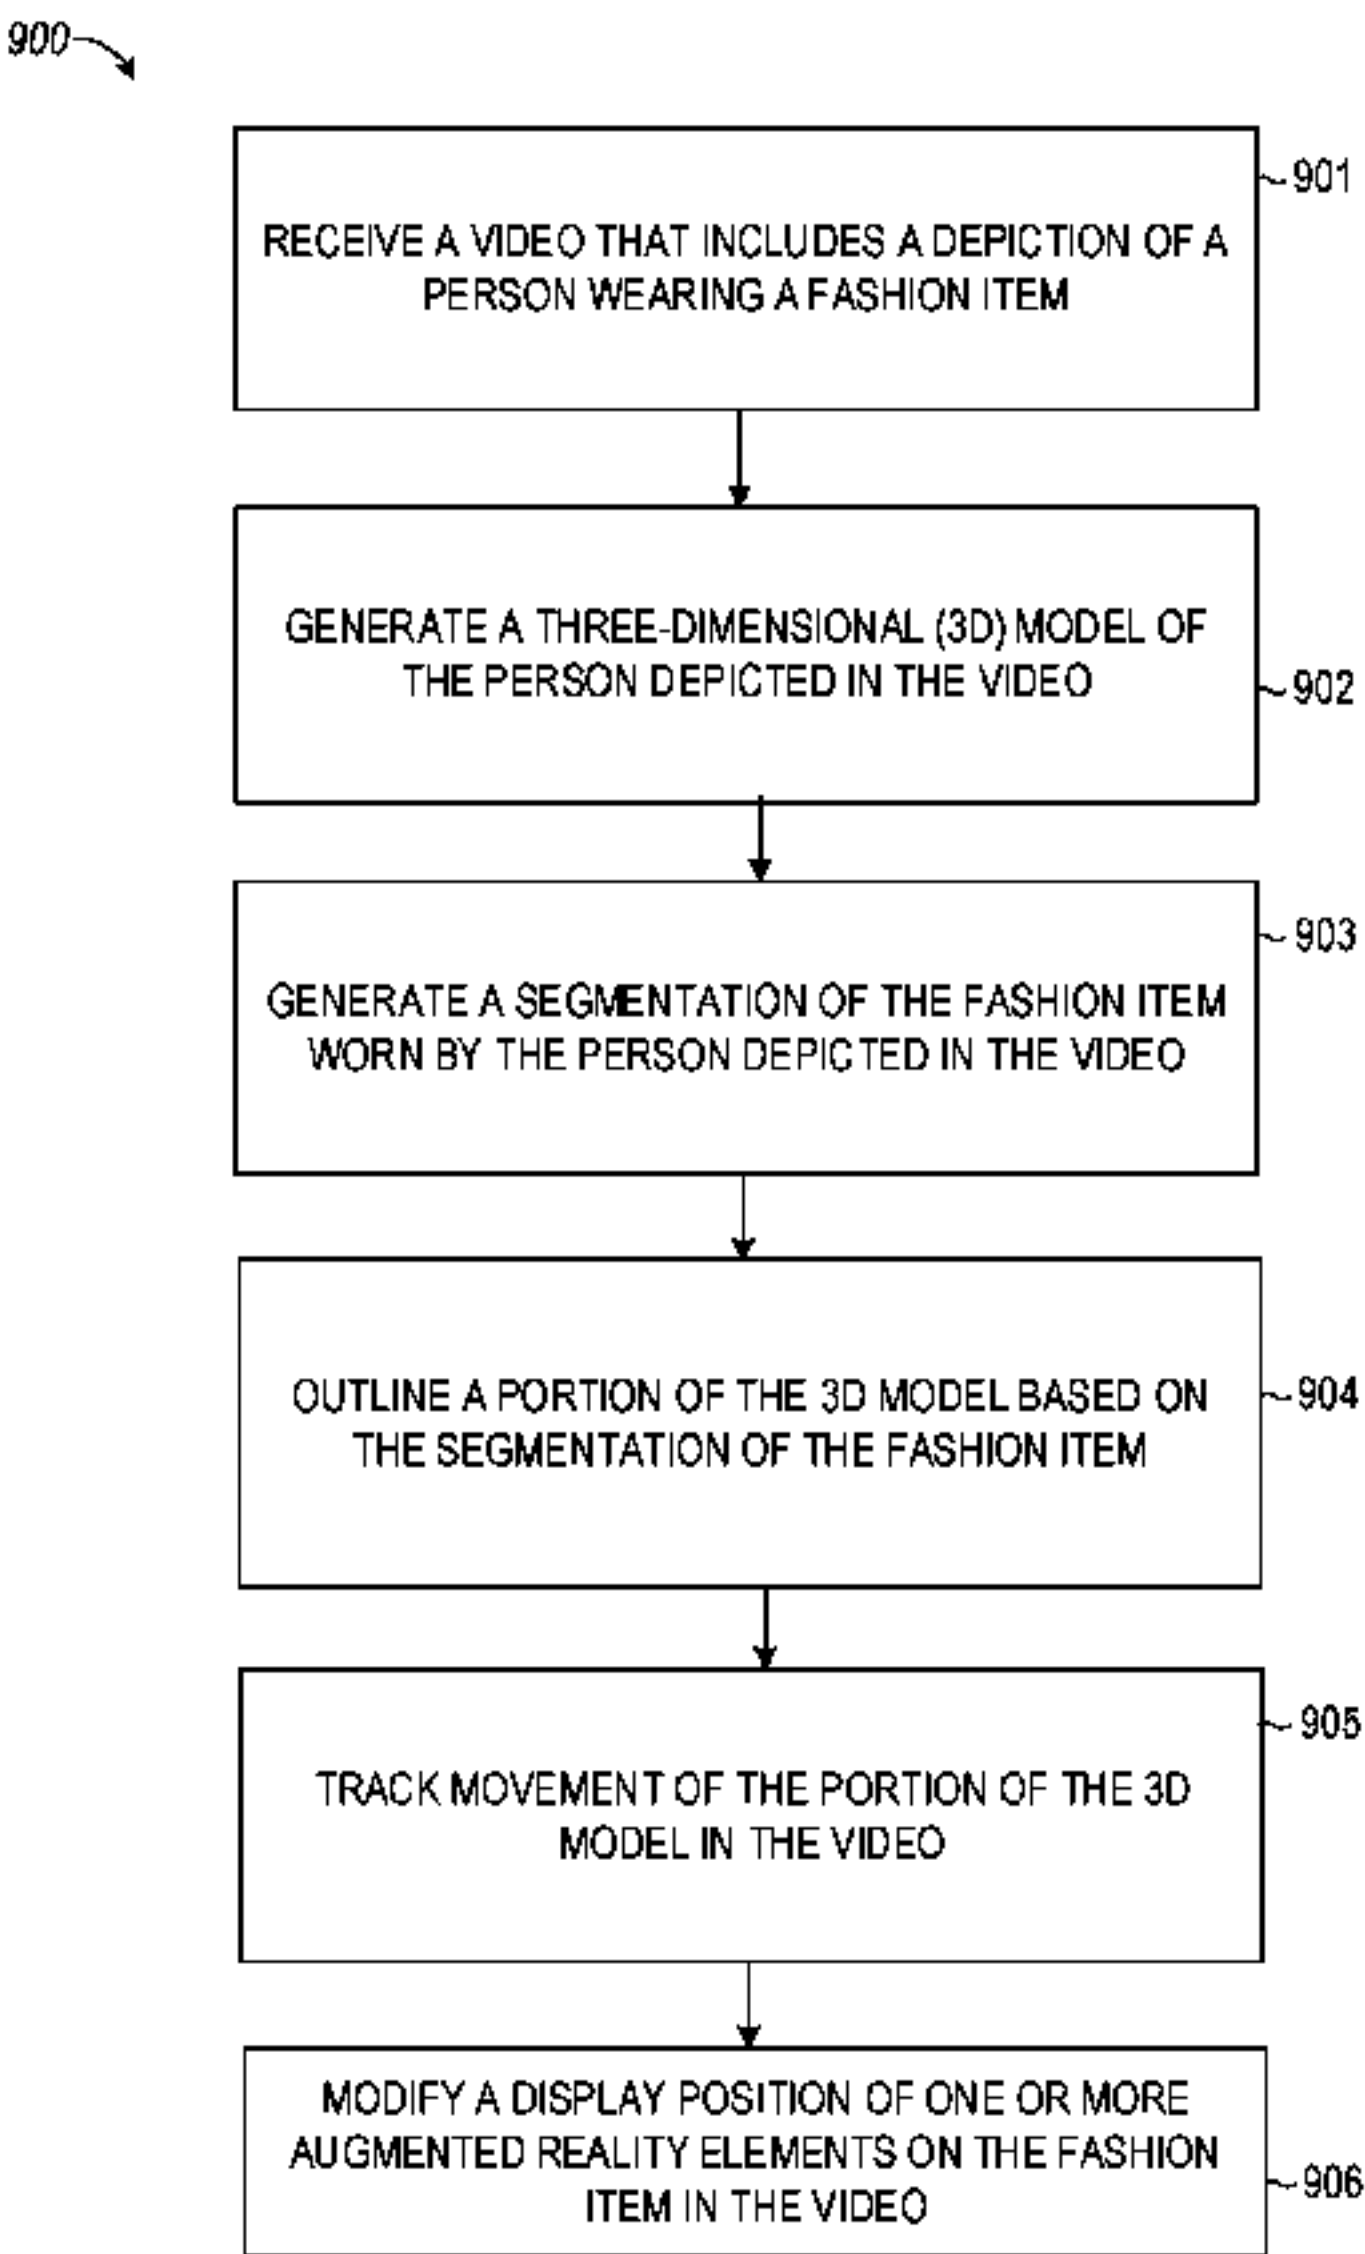 900
901
RECEIVE A VIDEO THAT INCLUDES A DEPICTION OF A
PERSON WEARING A FASHION ITEM
GENERATE A THREE-DIMENSIONAL (3D) MODEL OF
THE PERSON DEPICTED IN THE VIDEO
902
903
GENERATE A SEGMENTATION OF THE FASHION ITEM
WORN BY THE PERSON DEPICTED IN THE VIDEO
OUTLINE A PORTION OF THE 3D MODEL BASED ON
904
THE SEGMENTATION OF THE FASHION ITEM
905
TRACK MOVEMENT OF THE PORTION OF THE 3D
MODEL IN THE VIDEO
MODIFY A DISPLAY POSITION OF ONE OR MORE
AUGMENTED REALITY ELEMENTS ON THE FASHION
ITEM IN THE VIDEO
906